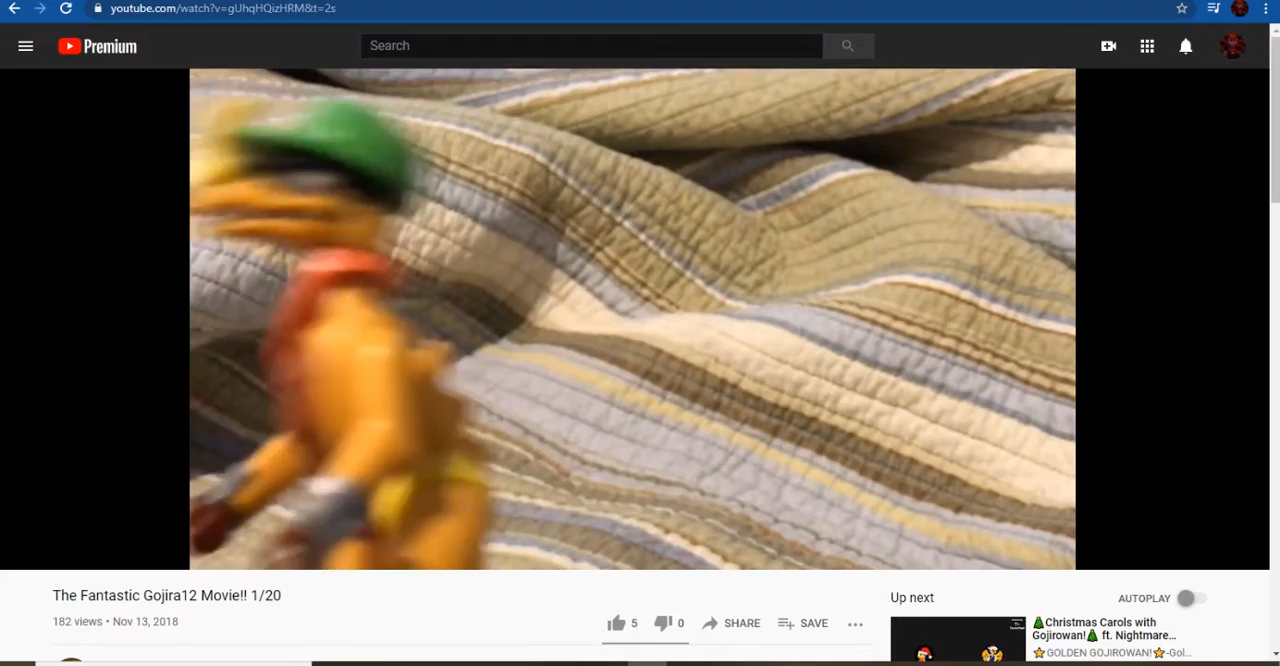 youtube.com/watch?v=gUhqHQizHRM&t=2s
Premium
Search
The Fantastic Gojira12 Movie!! 1/20
182 views • Nov 13, 2018
5
0
SHARE
SAVE
Up next
AUTOPLAY
🎄Christmas Carols with
Gojirowan!🎄 ft. Nightmare...
⭐GOLDEN GOJIROWAN!⭐-Gol...